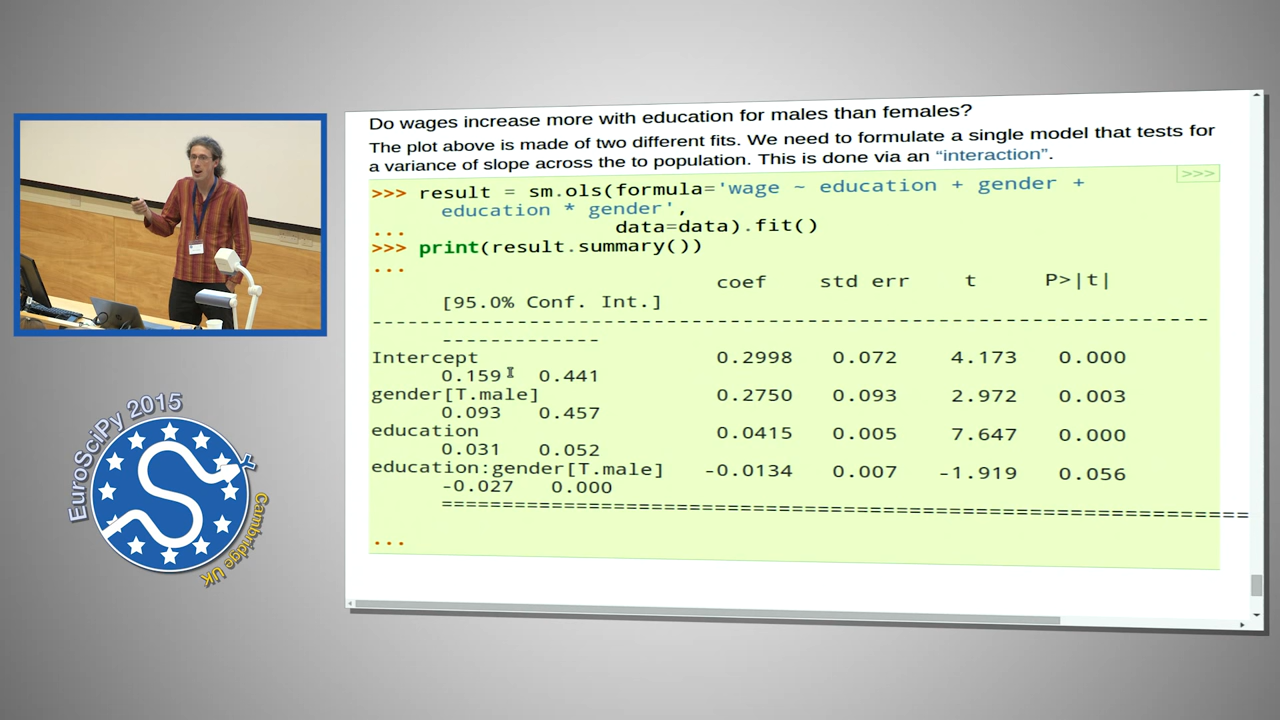 Do wages increase more with education for males than females?
The plot above is made of two different fits. We need to formulate a single model that tests for
a variance of slope across the to population. This is done via an “interaction”.
>>>
>>> result = sm.ols(formula='wage ~ education + gender +
education * gender',
... data=data).fit()
>>> print(result.summary())
...
coef std err t P>|t|
[95.0% Conf. Int.]
------------------------------------------------------------------------
-------------
Intercept 0.2998 0.072 4.173 0.000
0.159 0.441
gender[T.male] 0.2750 0.093 2.972 0.003
0.093 0.457
education 0.0415 0.005 7.647 0.000
0.031 0.052
education:gender[T.male] -0.0134 0.007 -1.919 0.056
-0.027 0.000
==============================================================================
...
EuroSciPy 2015
Cambridge UK